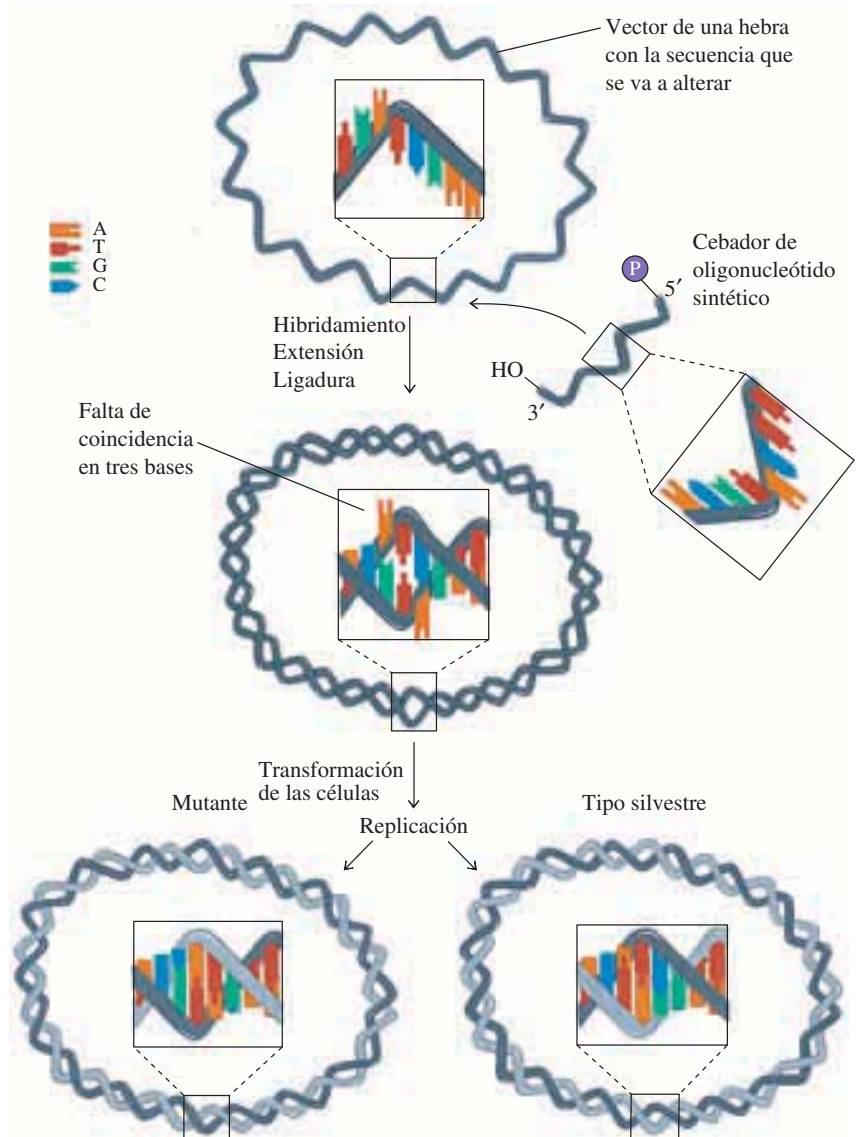 Vector de una hebra
con la secuencia que
se va a alterar
A
T
G
C
Cebador de
oligonucleótido
sintético
P
5′
HO
3′
Hibridamiento
Extensión
Ligadura
Falta de
coincidencia
en tres bases
Transformación
de las células
Mutante
Tipo silvestre
Replicación